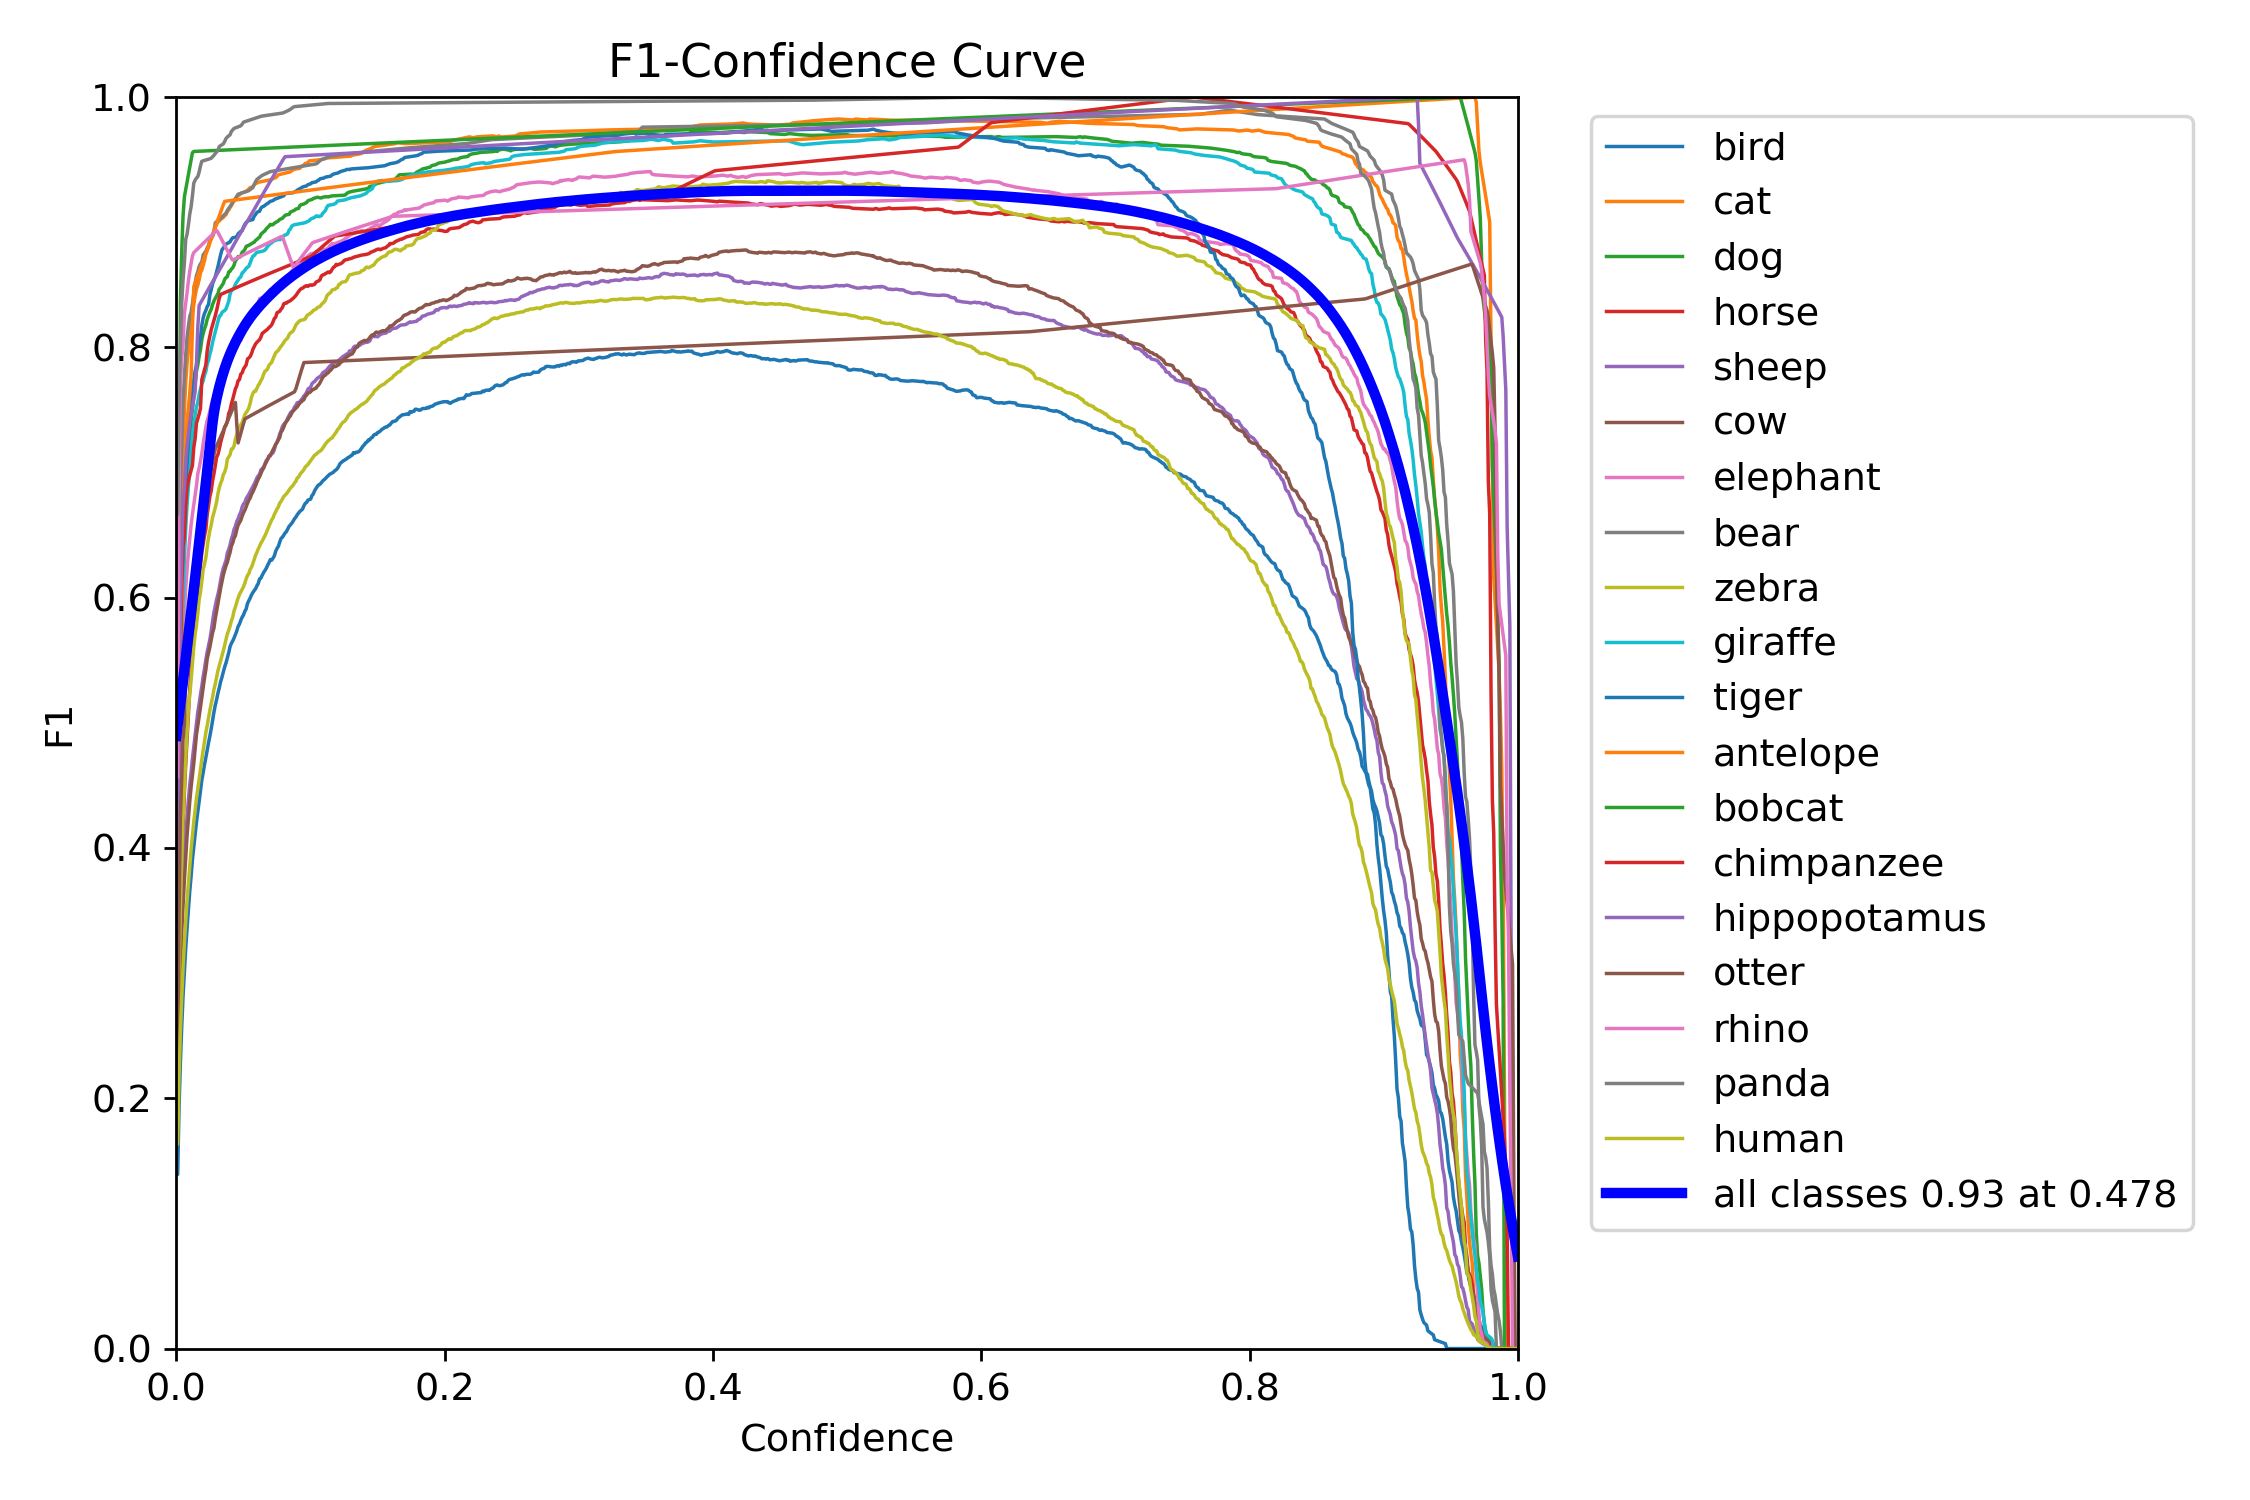 F1-Confidence Curve
1.0
0.8
0.6
0.4
0.2
0.0
F1
0.0 0.2 0.4 0.6 0.8 1.0
Confidence
bird
cat
dog
horse
sheep
cow
elephant
bear
zebra
giraffe
tiger
antelope
bobcat
chimpanzee
hippopotamus
otter
rhino
panda
human
all classes 0.93 at 0.478